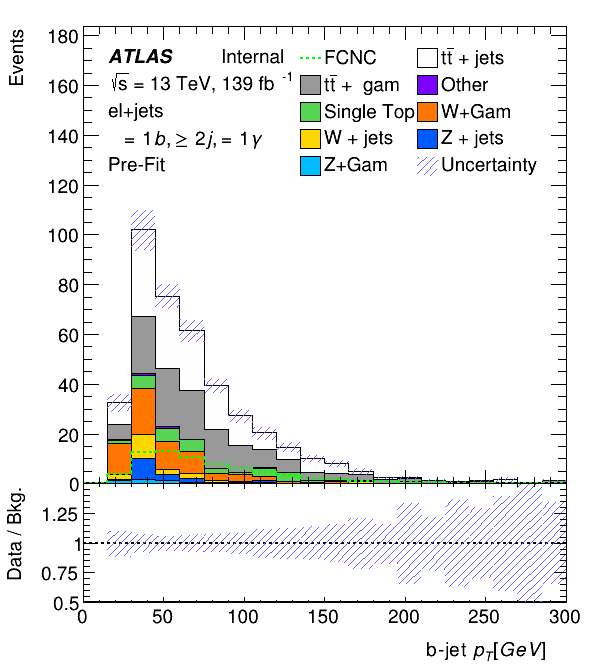 Events
180
160
140
120
100
80
60
40
20
0
ATLAS Internal
√s = 13 TeV, 139 fb⁻¹
el+jets
= 1b, ≥ 2j, = 1γ
Pre-Fit
FCNC
tt̄ + jets
tt̄ + gam
Other
Single Top
W+Gam
W + jets
Z + jets
Z+Gam
Uncertainty
Data / Bkg.
1.25
1
0.75
0.5
0 50 100 150 200 250 300
b-jet p_T[GeV]